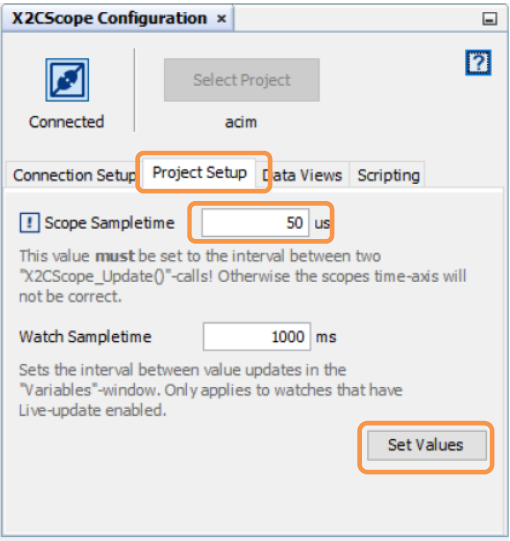 X2CScope Configuration ×
?
Select Project
Connected acim
Connection Setup Project Setup Data Views Scripting
! Scope Sampletime 50 us
This value must be set to the interval between two
"X2CScope_Update()"-calls! Otherwise the scopes time-axis will
not be correct.
Watch Sampletime 1000 ms
Sets the interval between value updates in the
"Variables"-window. Only applies to watches that have
Live-update enabled.
Set Values